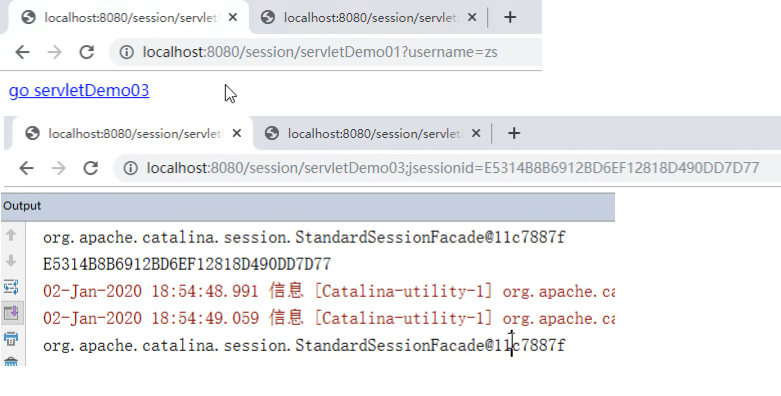 localhost:8080/session/servlet
localhost:8080/session/servlet
localhost:8080/session/servletDemo01?username=zs
go servletDemo03
localhost:8080/session/servlet
localhost:8080/session/servlet
localhost:8080/session/servletDemo03;jsessionid=E5314B8B6912BD6EF12818D490DD7D77
Output
org.apache.catalina.session.StandardSessionFacade@11c7887f
E5314B8B6912BD6EF12818D490DD7D77
02-Jan-2020 18:54:48.991 信息 [Catalina-utility-1] org.apache.ca
02-Jan-2020 18:54:49.059 信息 [Catalina-utility-1] org.apache.ca
org.apache.catalina.session.StandardSessionFacade@11c7887f